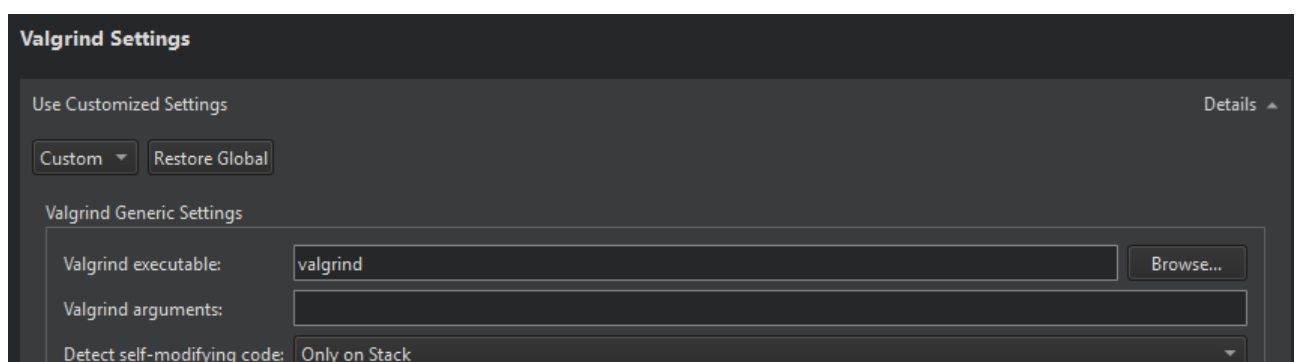 Valgrind Settings
Use Customized Settings Details
Custom Restore Global
Valgrind Generic Settings
Valgrind executable: valgrind Browse...
Valgrind arguments:
Detect self-modifying code: Only on Stack